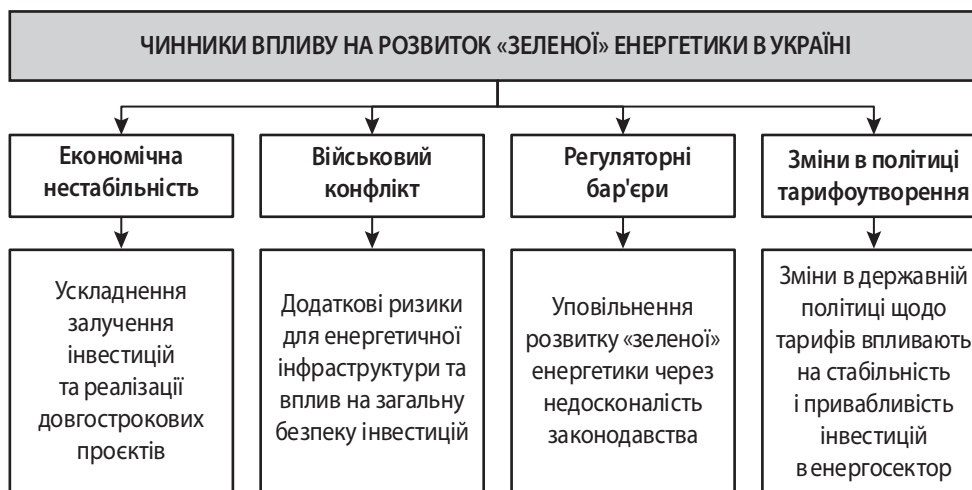 ЧИННИКИ ВПЛИВУ НА РОЗВИТОК «ЗЕЛЕНОЇ» ЕНЕРГЕТИКИ В УКРАЇНІ
Економічна
нестабільність
Військовий
конфлікт
Регуляторні
бар'єри
Зміни в політиці
тарифоутворення
Ускладнення
залучення
інвестицій
та реалізації
довгострокових
проєктів
Додаткові ризики
для енергетичної
інфраструктури та
вплив на загальну
безпеку інвестицій
Уповільнення
розвитку «зеленої»
енергетики через
недосконалість
законодавства
Зміни в державній
політиці щодо
тарифів впливають
на стабільність
і привабливість
інвестицій
в енергосектор